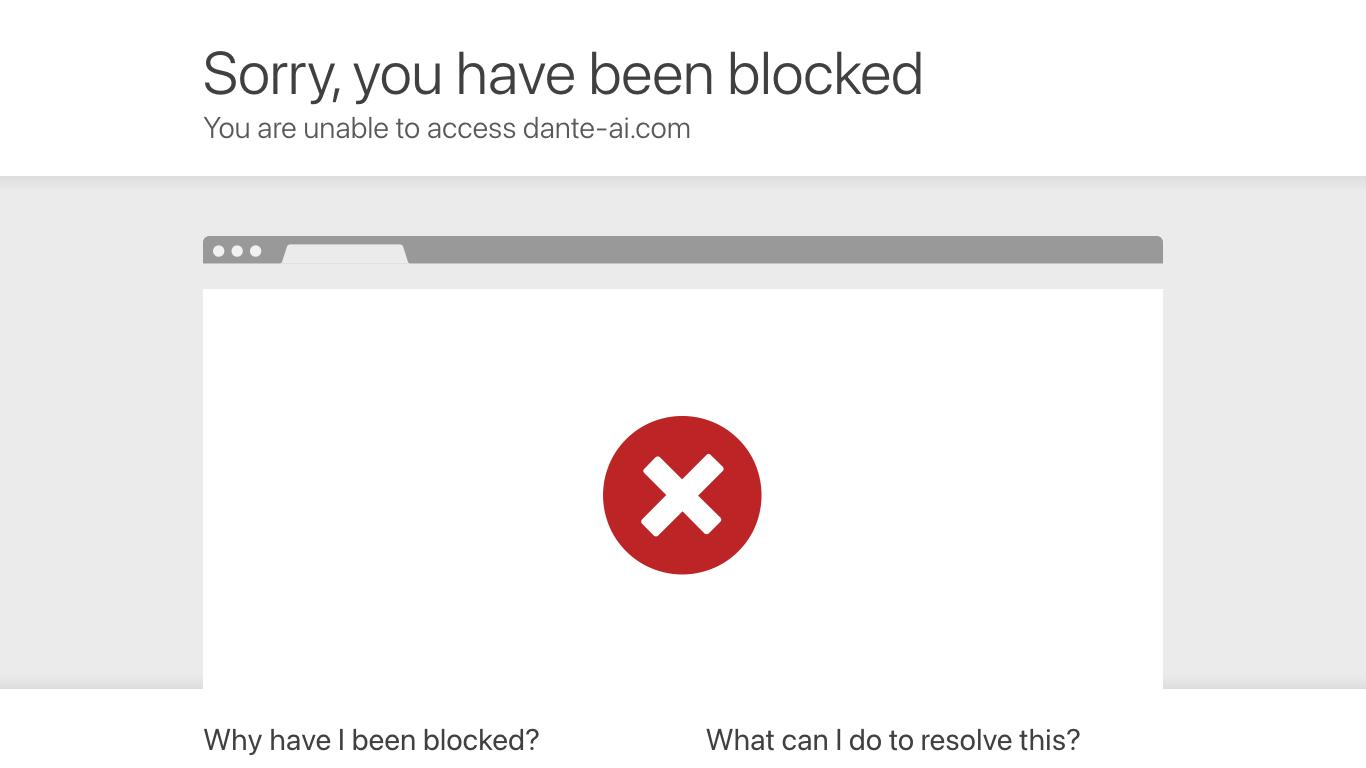 Sorry, you have been blocked
You are unable to access dante-ai.com
Why have I been blocked?
What can I do to resolve this?